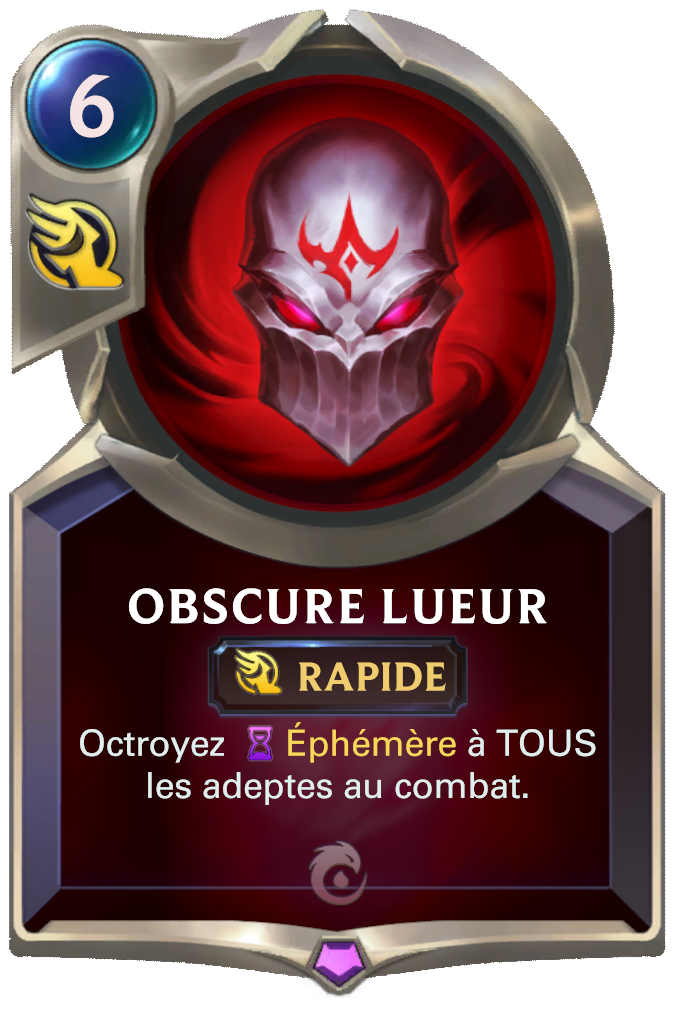 6
OBSCURE LUEUR
RAPIDE
Octroyez Éphémère à TOUS
les adeptes au combat.